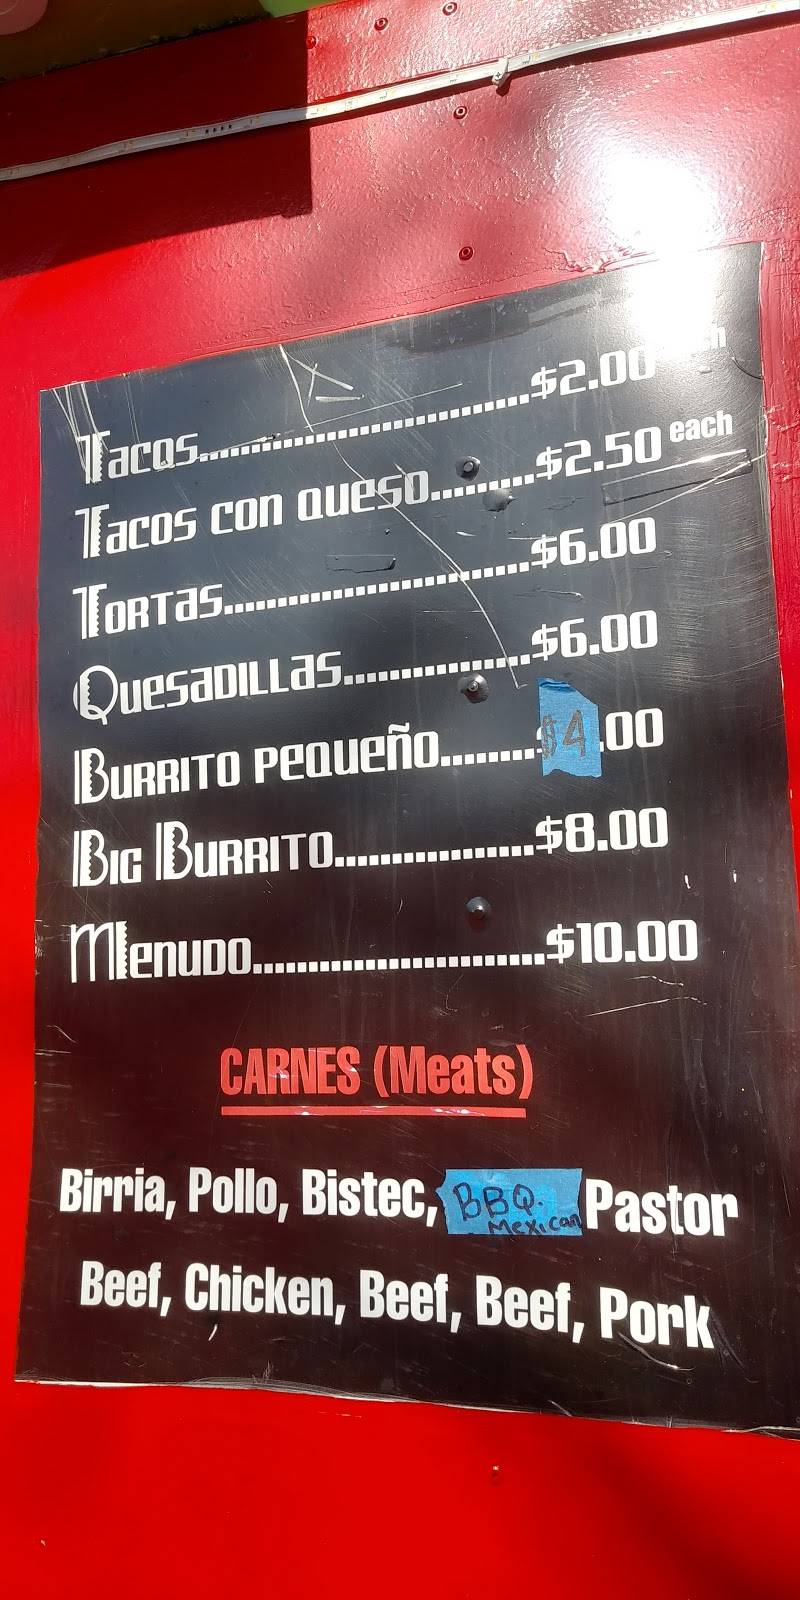 Tacos..............................$2.00
Tacos con queso.........$2.50 each
Tortas..............................$6.00
Quesadillas.................$6.00
Burrito pequeño........$4.00
Big Burrito..................$8.00
Menudo.........................$10.00
CARNES (Meats)
Birria, Pollo, Bistec, BBQ. Mexican Pastor
Beef, Chicken, Beef, Beef, Pork